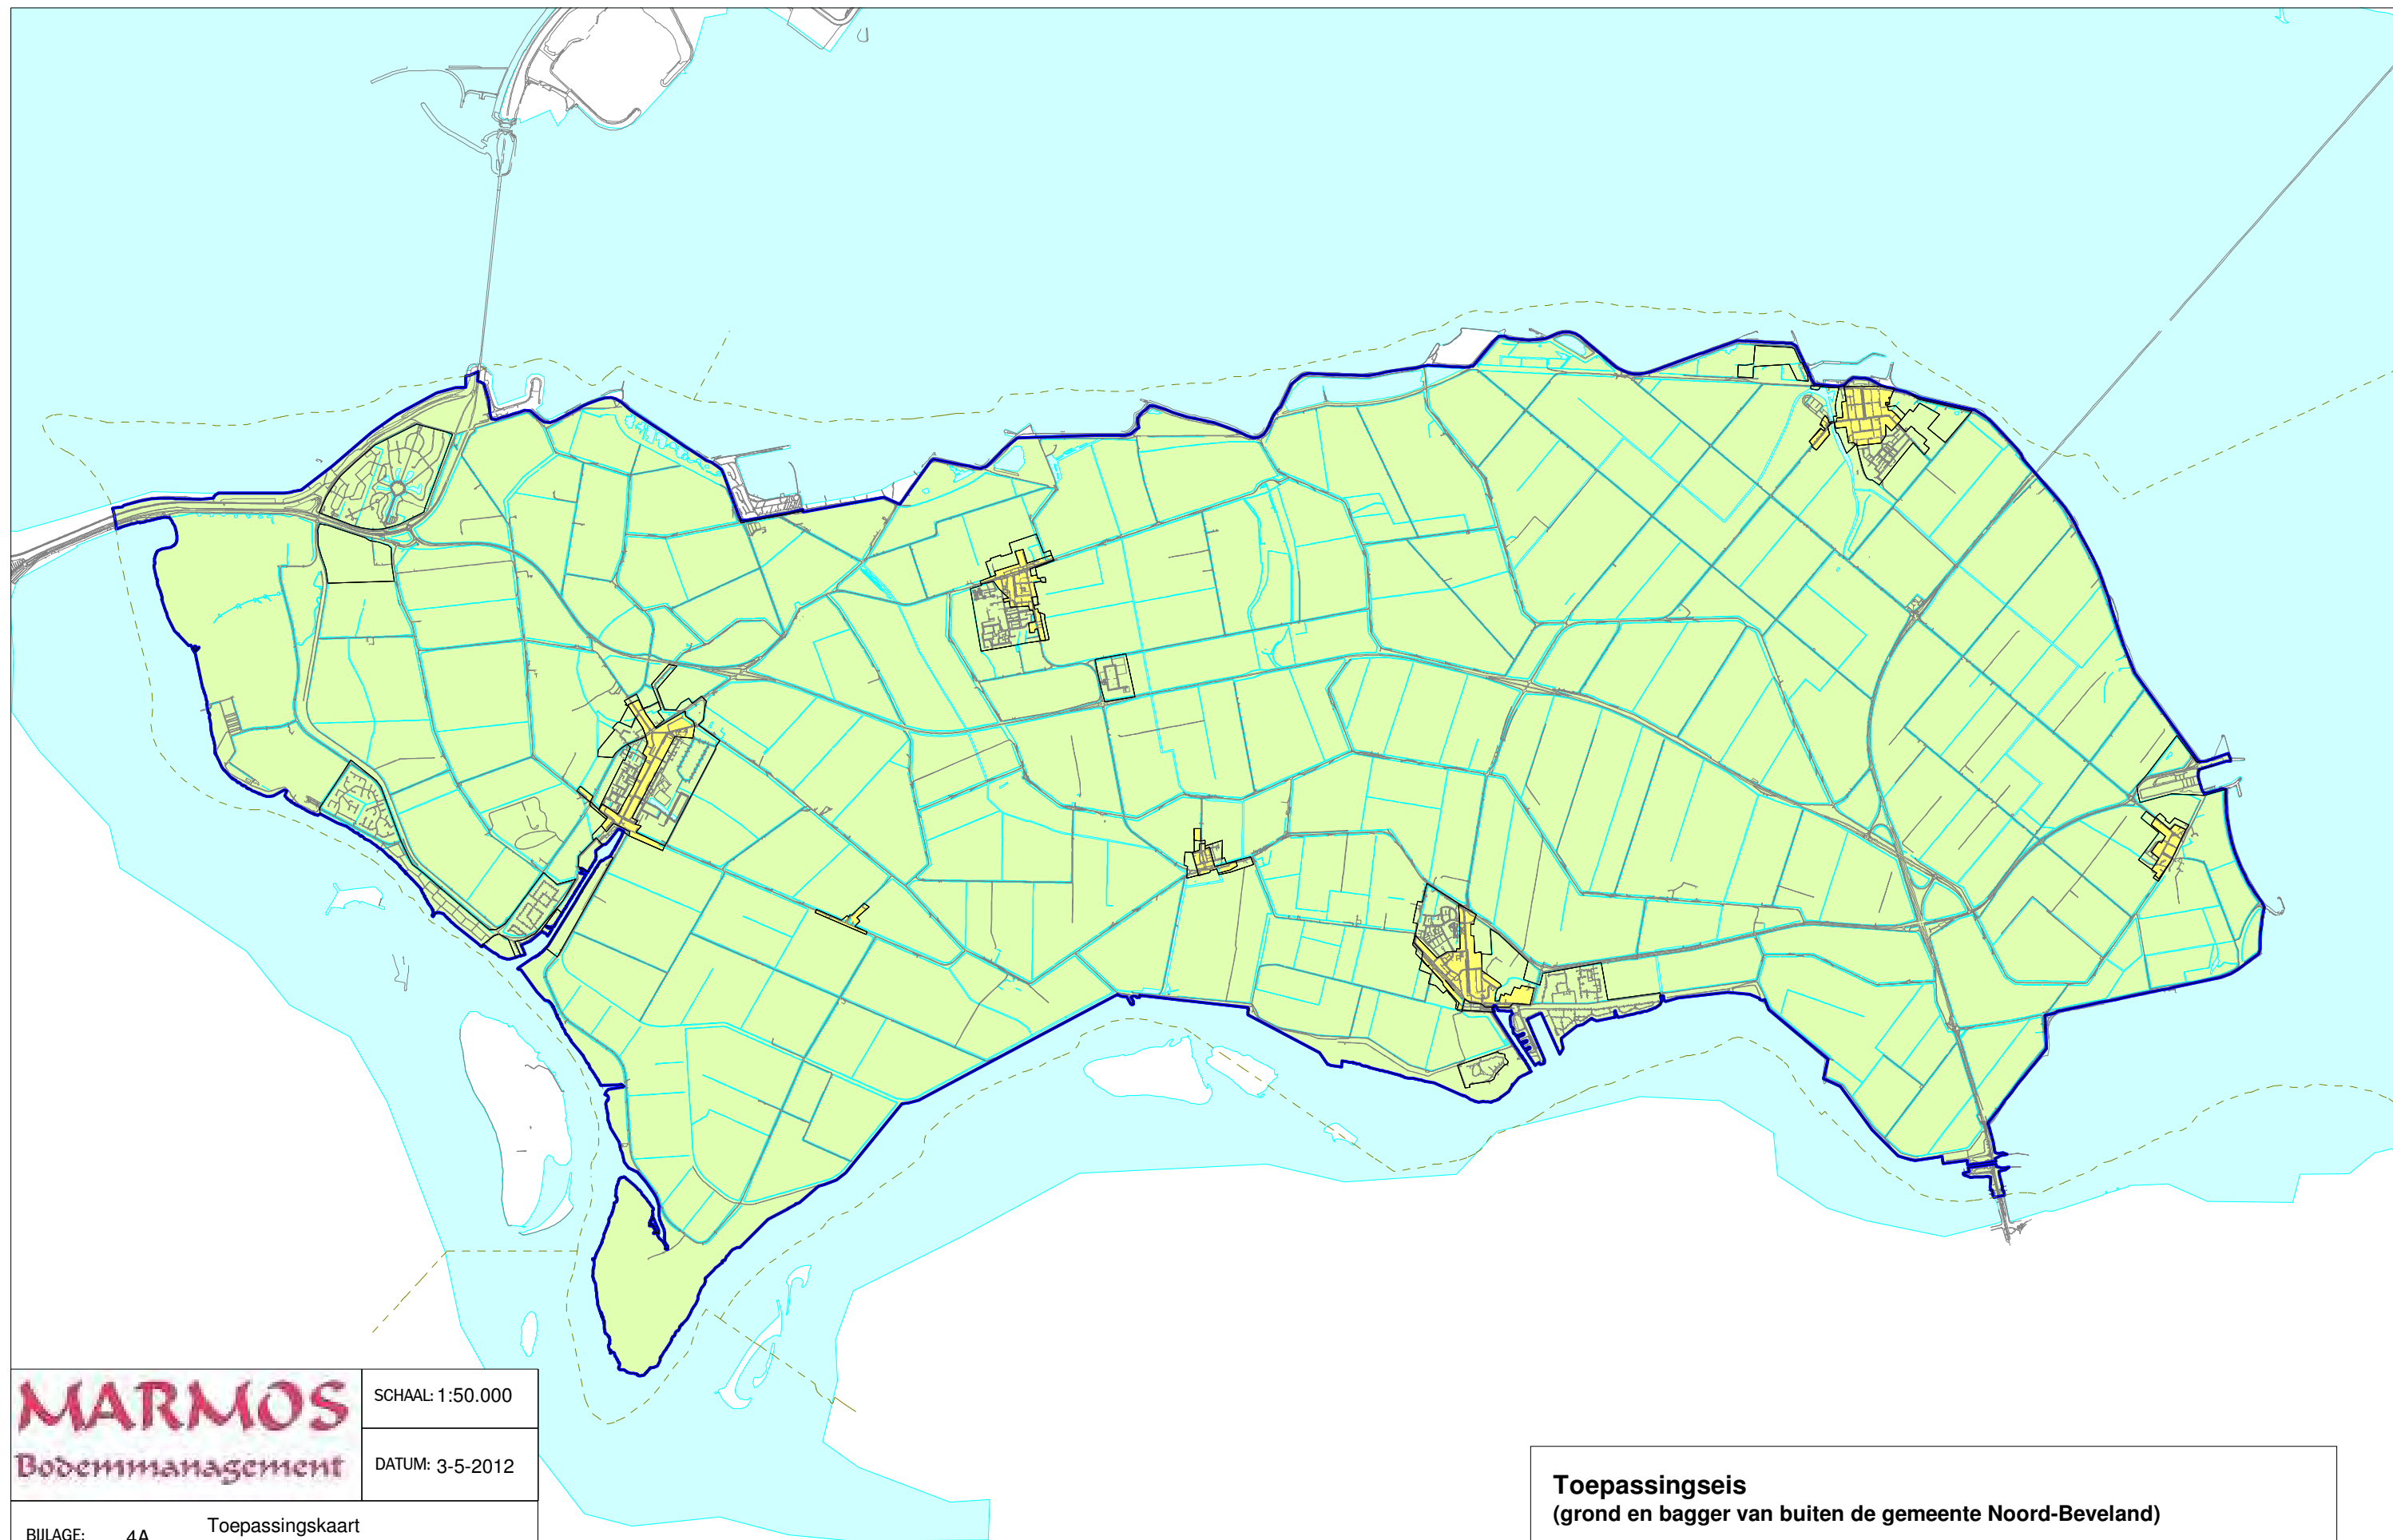 MARMOS
Bodemmanagement
SCHAAL: 1:50.000
DATUM: 3-5-2012
BIJLAGE: 4A Toepassingskaart
Toepassingseis
(grond en bagger van buiten de gemeente Noord-Beveland)